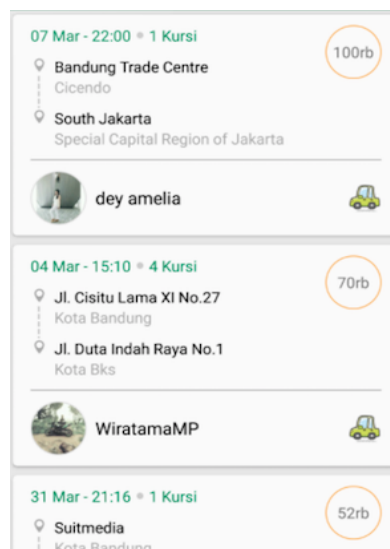 07 Mar - 22:00 • 1 Kursi
100rb
Bandung Trade Centre
Cicendo
South Jakarta
Special Capital Region of Jakarta
dey amelia
04 Mar - 15:10 • 4 Kursi
70rb
Jl. Cisitu Lama XI No.27
Kota Bandung
Jl. Duta Indah Raya No.1
Kota Bks
WiratamaMP
31 Mar - 21:16 • 1 Kursi
52rb
Suitmedia
Kota Bandung